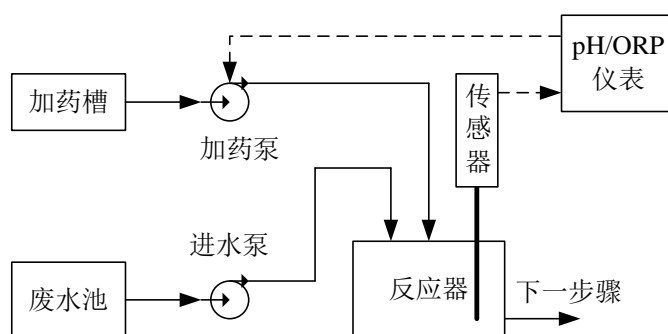 pH/ORP
仪表
传
感
器
加药槽
加药泵
进水泵
废水池
反应器
下一步骤